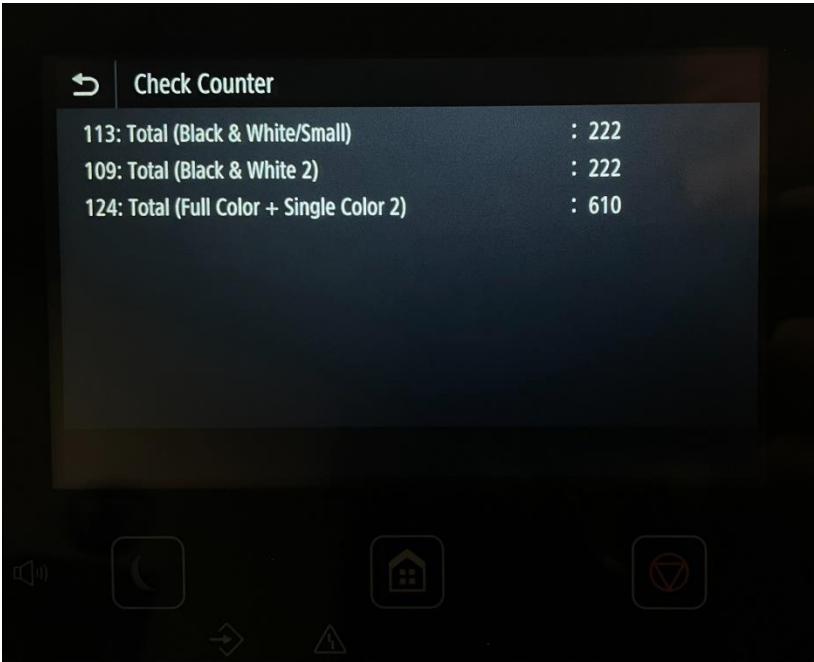 Check Counter
113: Total (Black & White/Small) : 222
109: Total (Black & White 2) : 222
124: Total (Full Color + Single Color 2) : 610